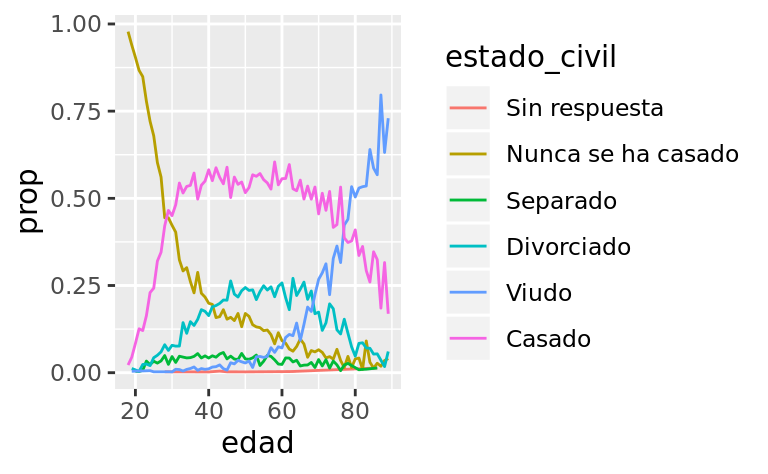 1.00
0.75
0.50
0.25
0.00
prop
20 40 60 80
edad
estado_civil
Sin respuesta
Nunca se ha casado
Separado
Divorciado
Viudo
Casado